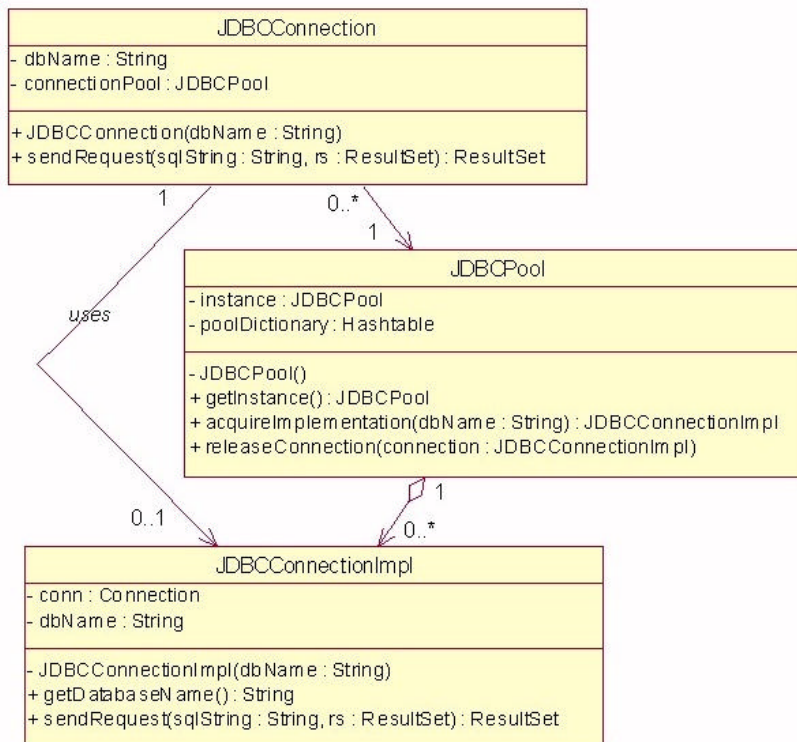 JDBCConnection
- dbName : String
- connectionPool : JDBCPool
+ JDBCConnection(dbName : String)
+ sendRequest(sqlString : String, rs : ResultSet) : ResultSet
1
0..*
1
uses
JDBCPool
- instance : JDBCPool
- poolDictionary : Hashtable
- JDBCPool()
+ getInstance() : JDBCPool
+ acquireImplementation(dbName : String) : JDBCConnectionImpl
+ releaseConnection(connection : JDBCConnectionImpl)
1
0..1
0..*
JDBCConnectionImpl
- conn : Connection
- dbName : String
- JDBCConnectionImpl(dbName : String)
+ getDatabaseName() : String
+ sendRequest(sqlString : String, rs : ResultSet) : ResultSet